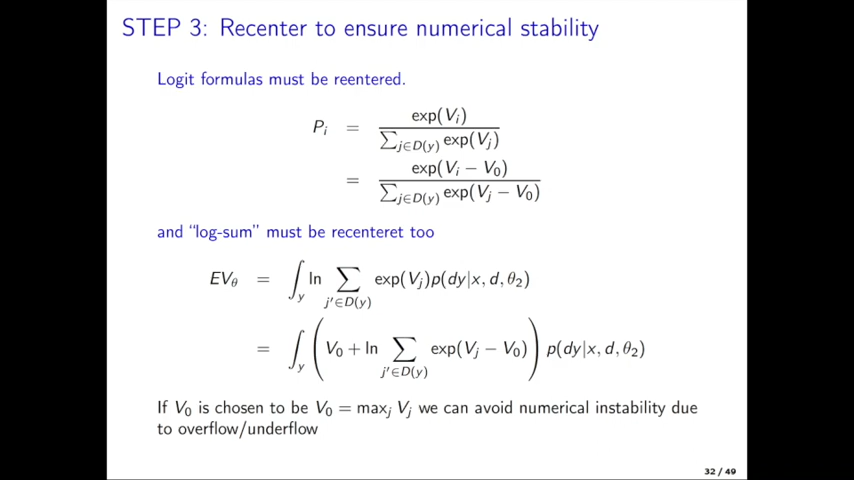 STEP 3: Recenter to ensure numerical stability
Logit formulas must be reentered.
P_i = exp(V_i) / ∑_{j∈D(y)} exp(V_j)
= exp(V_i − V_0) / ∑_{j∈D(y)} exp(V_j − V_0)
and “log-sum” must be recenteret too
EV_θ = ∫_y ln ∑_{j′∈D(y)} exp(V_j)p(dy|x, d, θ_2)
= ∫_y (V_0 + ln ∑_{j′∈D(y)} exp(V_j − V_0)) p(dy|x, d, θ_2)
If V_0 is chosen to be V_0 = max_j V_j we can avoid numerical instability due
to overflow/underflow
32 / 49